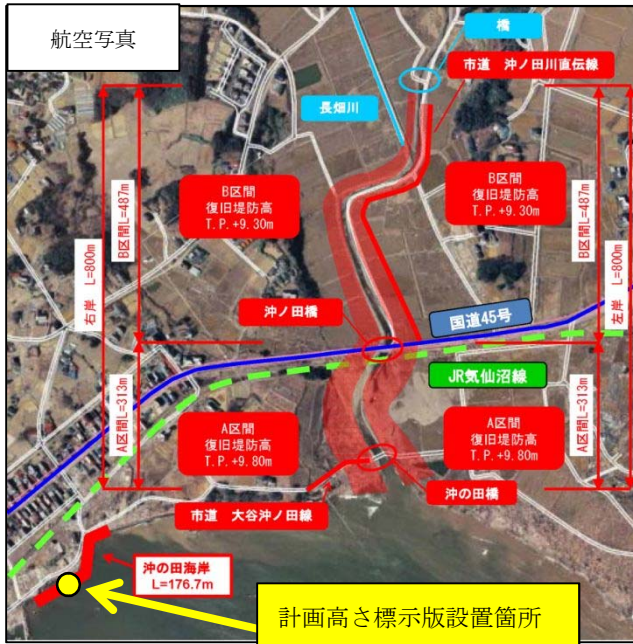 航空写真
橋
市道 沖ノ田川直伝線
長畑川
B区間
復旧堤防高
T.P.+9.30m
B区間
復旧堤防高
T.P.+9.30m
B区間L=487m
右岸 L=800m
B区間L=487m
左岸 L=800m
沖ノ田橋
国道45号
JR気仙沼線
A区間L=313m
A区間L=313m
A区間
復旧堤防高
T.P.+9.80m
A区間
復旧堤防高
T.P.+9.80m
沖の田橋
市道 大谷沖ノ田線
沖の田海岸
L=176.7m
計画高さ標示版設置箇所